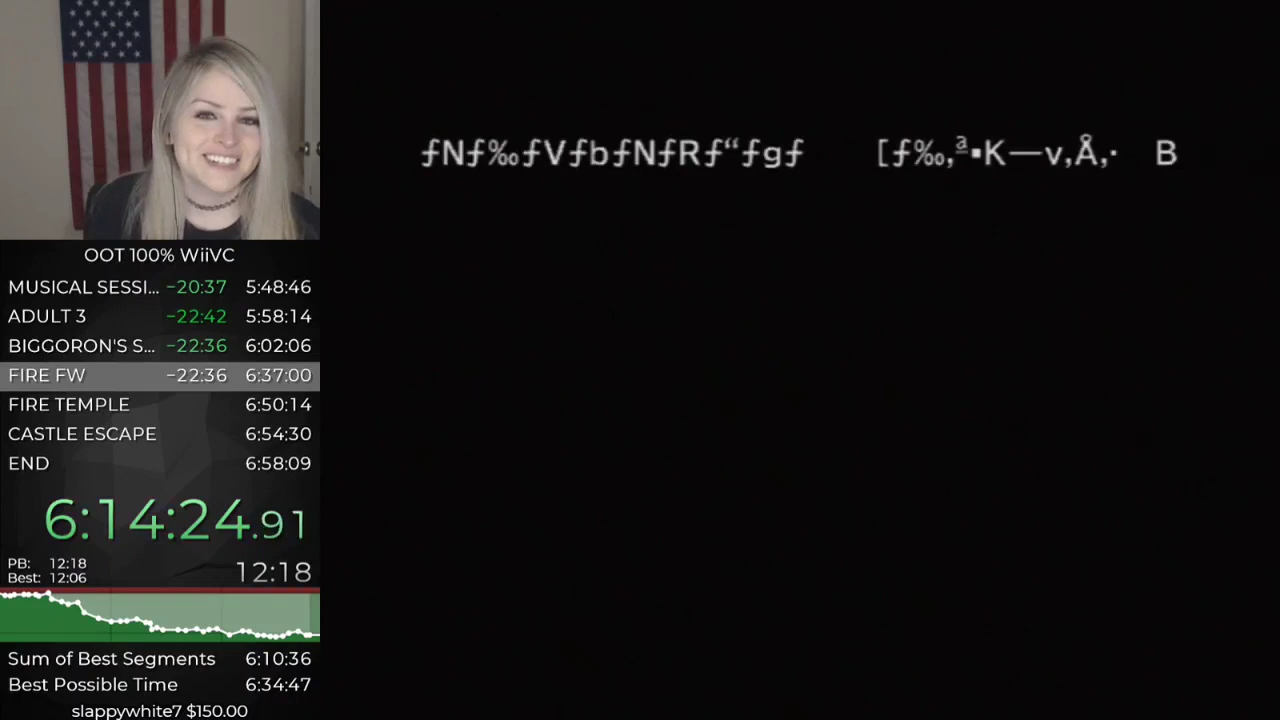 ƒNƒ‰ƒVƒbƒNƒRƒ“ƒgƒ [ƒ‰‚ª▪K—v‚Å‚· B
OOT 100% WiiVC
MUSICAL SESSI... −20:37 5:48:46
ADULT 3 −22:42 5:58:14
BIGGORON'S S... −22:36 6:02:06
FIRE FW −22:36 6:37:00
FIRE TEMPLE 6:50:14
CASTLE ESCAPE 6:54:30
END 6:58:09
6:14:24.91
PB: 12:18
Best: 12:06
12:18
Sum of Best Segments 6:10:36
Best Possible Time 6:34:47
slappywhite7 $150.00